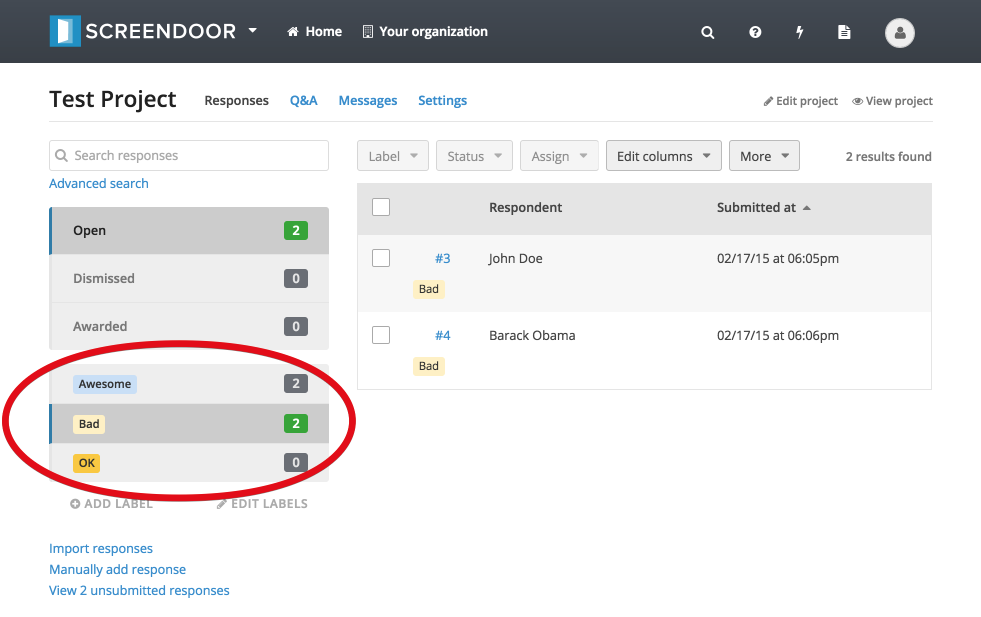 SCREENDOOR Home Your organization
Test Project Responses Q&A Messages Settings Edit project View project
Search responses
Advanced search
Label Status Assign Edit columns More 2 results found
Open 2
Dismissed 0
Awarded 0
Awesome 2
Bad 2
OK 0
ADD LABEL EDIT LABELS
Import responses
Manually add response
View 2 unsubmitted responses
Respondent Submitted at
#3 John Doe 02/17/15 at 06:05pm
Bad
#4 Barack Obama 02/17/15 at 06:06pm
Bad